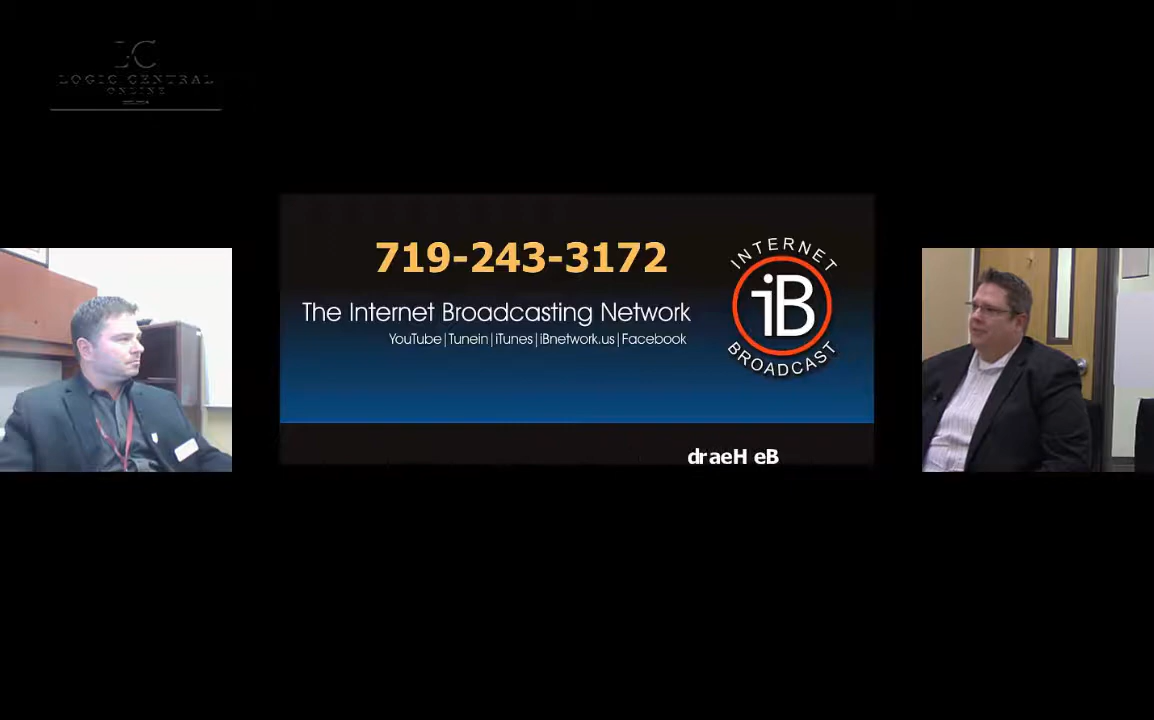 LC
LOGIC CENTRAL
ONLINE
719-243-3172
The Internet Broadcasting Network
YouTube|Tunein|iTunes|iBnetwork.us|Facebook
INTERNET
iB
BROADCAST
draeH eB